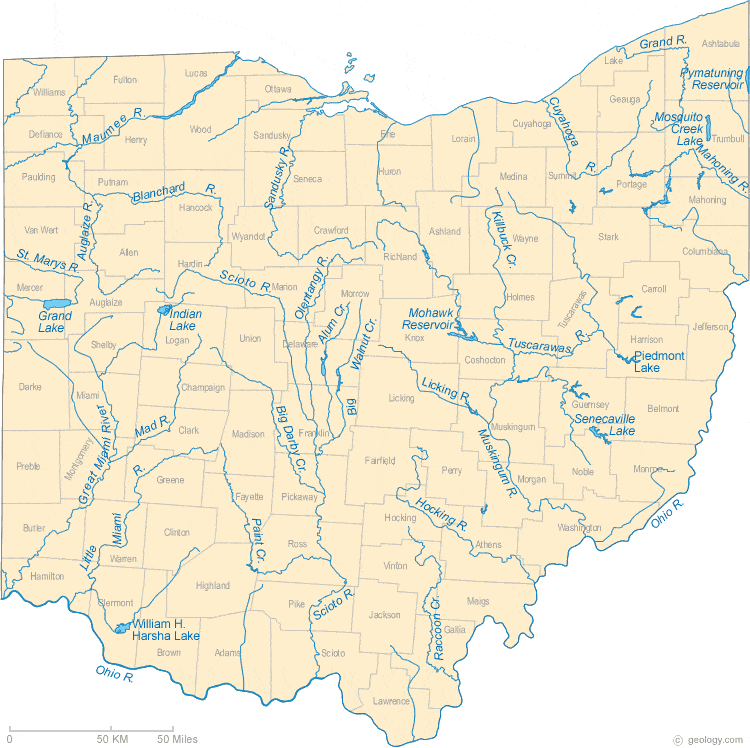 Grand R.
Ashtabula
Lake
Williams
Fulton
Lucas
Ottawa
Geauga
Pymatuning
Reservoir
Cuyahoga
R.
Mosquito
Creek
Lake
Trumbull
Defiance
Maumee R.
Henry
Wood
Sandusky
Erie
Lorain
Cuyahoga
Mahoning R.
Paulding
Putnam
Blanchard R.
Hancock
Sandusky R.
Seneca
Huron
Medina
Summit
Portage
Mahoning
Van Wert
Auglaize R.
Allen
Wyandot
Crawford
Richland
Ashland
Killbuck Cr.
Wayne
Stark
Columbiana
St. Marys R.
Hardin
Scioto R.
Marion
Olentangy R.
Morrow
Mercer
Grand
Lake
Auglaize
Indian
Lake
Logan
Alum Cr.
Mohawk
Reservoir
Knox
Holmes
Tuscarawas
Carroll
Jefferson
Harrison
Shelby
Union
Delaware
Big Walnut Cr.
Coshocton
Tuscarawas R.
Piedmont
Lake
Darke
Miami
Champaign
Licking R.
Licking
Guernsey
Belmont
Great Miami River
Mad R.
Clark
Madison
Big Darby Cr.
Franklin
Muskingum
Muskingum R.
Senecaville
Lake
Preble
Montgomery
Greene
Fayette
Pickaway
Fairfield
Perry
Morgan
Noble
Monroe
Ohio R.
Butler
Little Miami R.
Warren
Clinton
Paint Cr.
Ross
Hocking
Hocking R.
Athens
Washington
Hamilton
Clermont
Highland
Vinton
William H.
Harsha Lake
Pike
Scioto R.
Jackson
Raccoon Cr.
Meigs
Gallia
Ohio R.
Brown
Adams
Scioto
Lawrence
0 50 KM 50 Miles
© geology.com